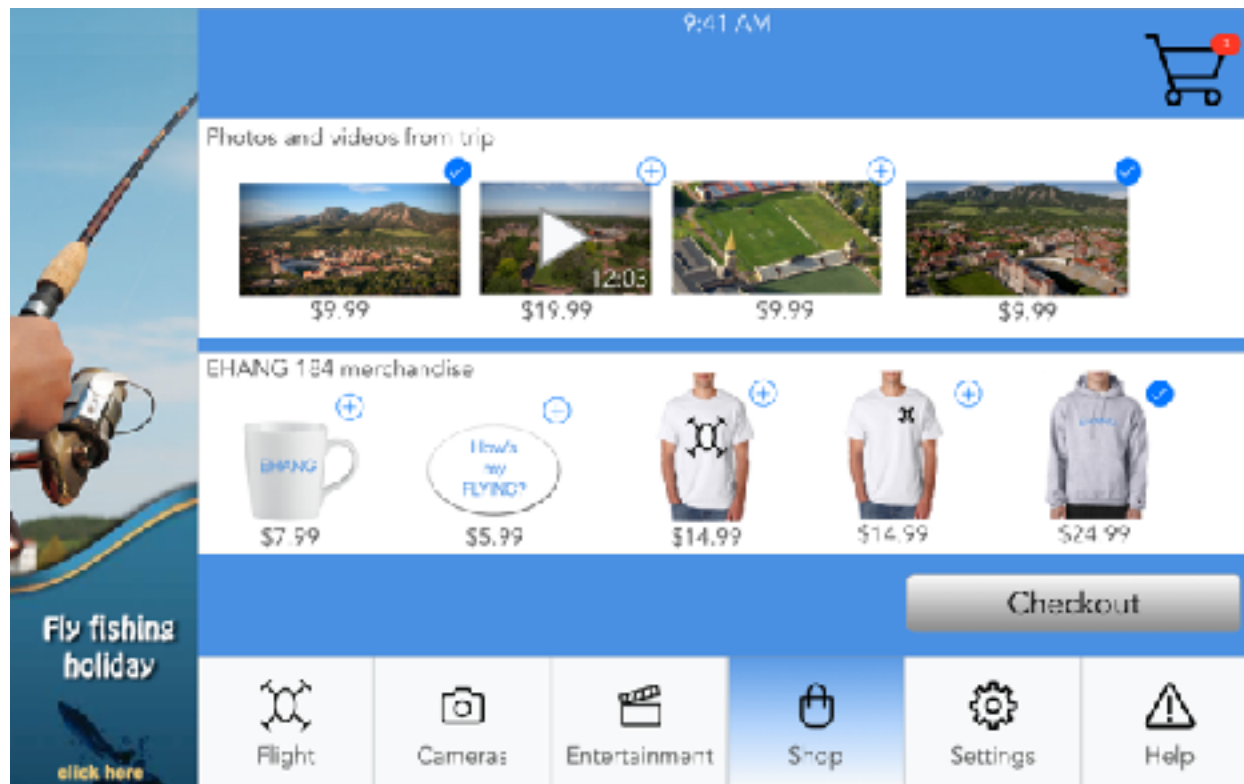 9:41 AM
3
Photos and videos from trip
12:03
$9.99
$19.99
$9.99
$9.99
EHANG 184 merchandise
EHANG
How's
my
FLYING?
EHANG
$7.99
$5.99
$14.99
$14.99
$24.99
Checkout
Fly fishing
holiday
click here
Flight
Cameras
Entertainment
Shop
Settings
Help